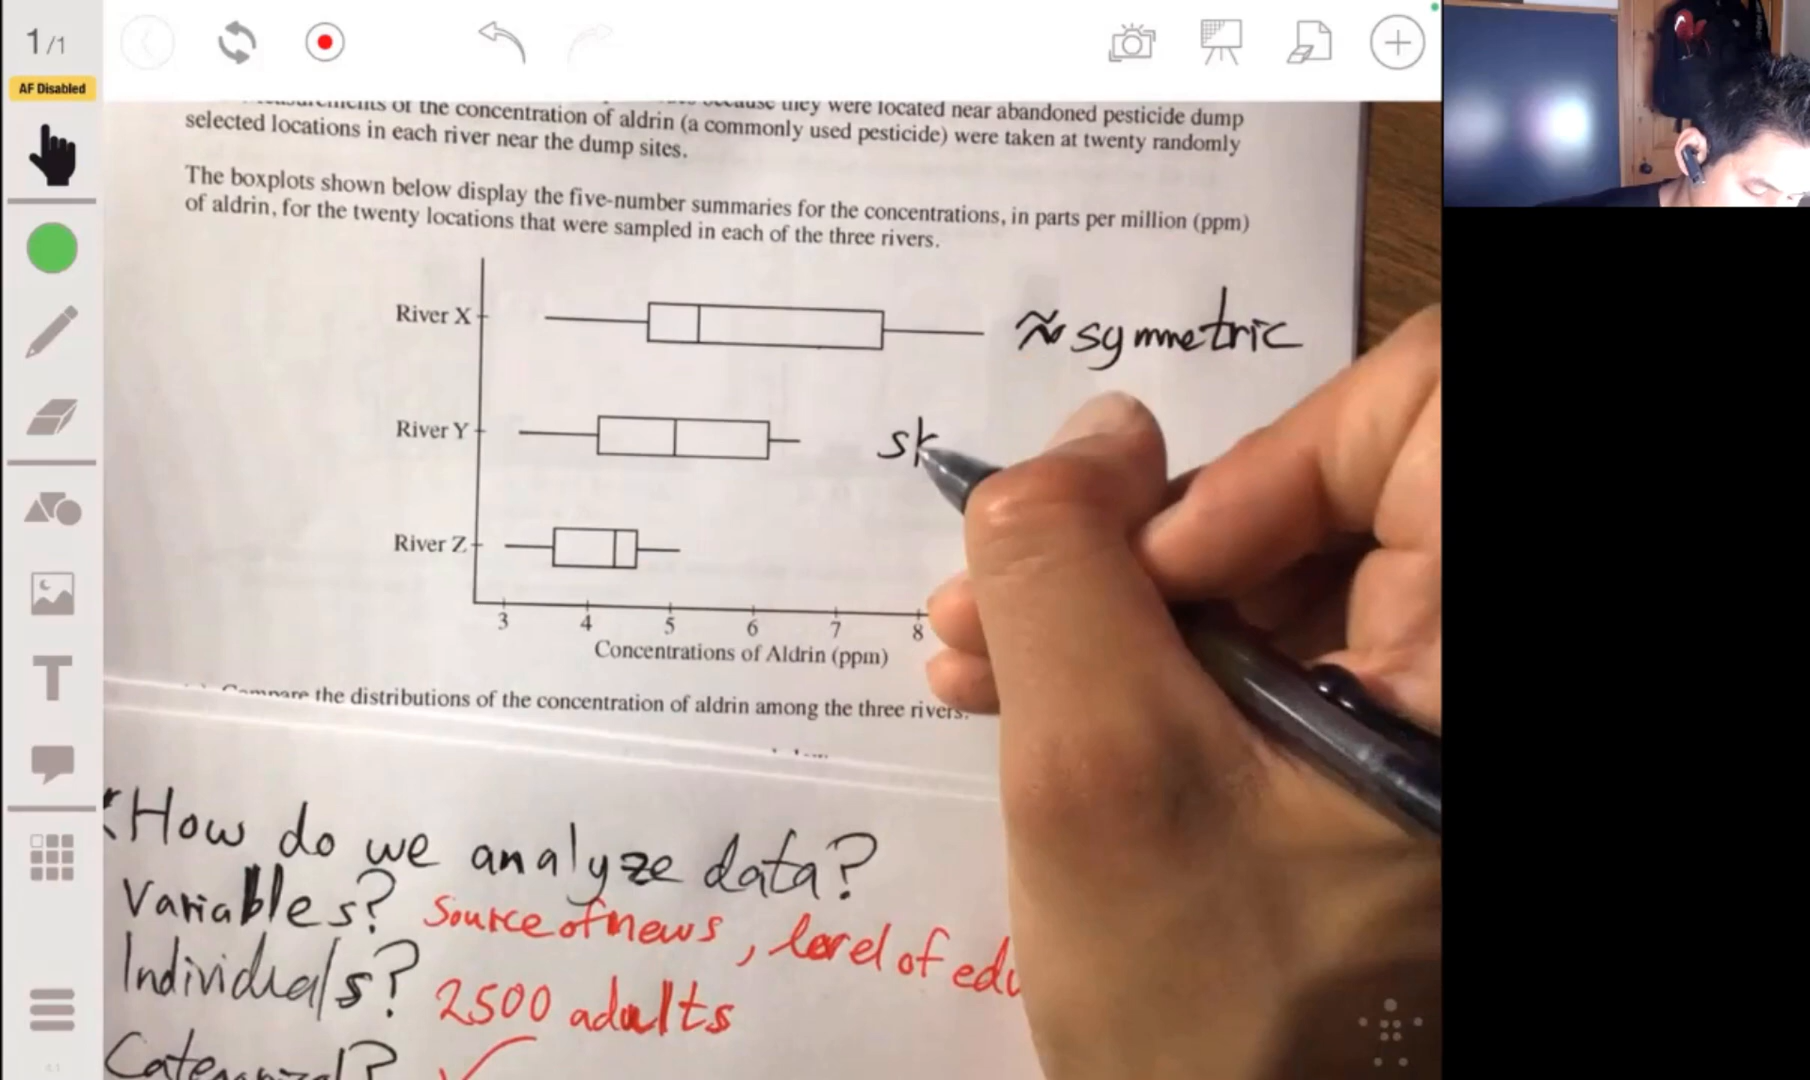 1/1
AF Disabled
of the concentration of aldrin (a commonly used pesticide) were taken at twenty randomly
because they were located near abandoned pesticide dump
selected locations in each river near the dump sites.
The boxplots shown below display the five-number summaries for the concentrations, in parts per million (ppm)
of aldrin, for the twenty locations that were sampled in each of the three rivers.
River X
≈ symmetric
River Y
sk
River Z
3 4 5 6 7 8
Concentrations of Aldrin (ppm)
Compare the distributions of the concentration of aldrin among the three rivers.
How do we analyze data?
Variables? Source of news, level of edu
Individuals? 2500 adults
T